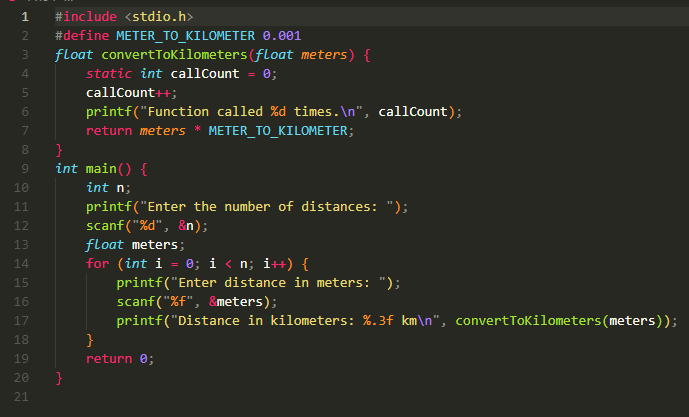 1 #include <stdio.h>
2 #define METER_TO_KILOMETER 0.001
3 float convertToKilometers(float meters) {
4     static int callCount = 0;
5     callCount++;
6     printf("Function called %d times.\n", callCount);
7     return meters * METER_TO_KILOMETER;
8 }
9 int main() {
10     int n;
11     printf("Enter the number of distances: ");
12     scanf("%d", &n);
13     float meters;
14     for (int i = 0; i < n; i++) {
15         printf("Enter distance in meters: ");
16         scanf("%f", &meters);
17         printf("Distance in kilometers: %.3f km\n", convertToKilometers(meters));
18     }
19     return 0;
20 }
21